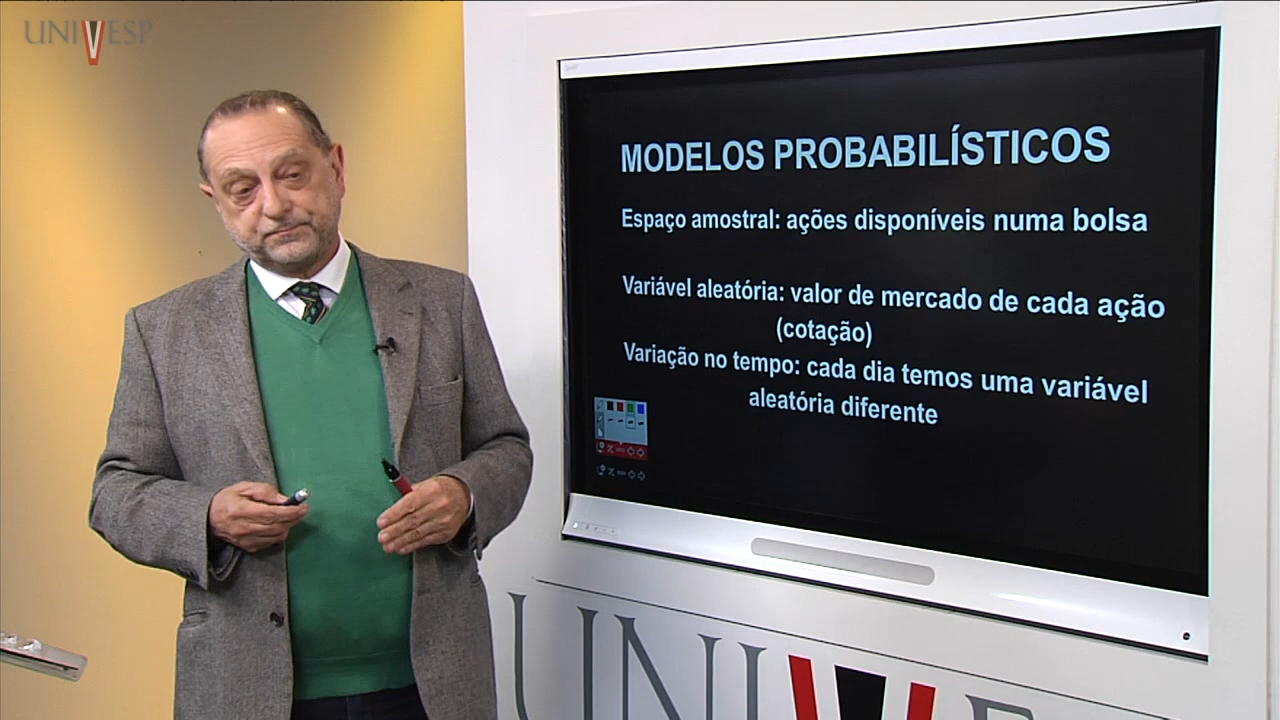 UNIVESP
MODELOS PROBABILÍSTICOS
Espaço amostral: ações disponíveis numa bolsa
Variável aleatória: valor de mercado de cada ação
(cotação)
Variação no tempo: cada dia temos uma variável
aleatória diferente
UNIVE